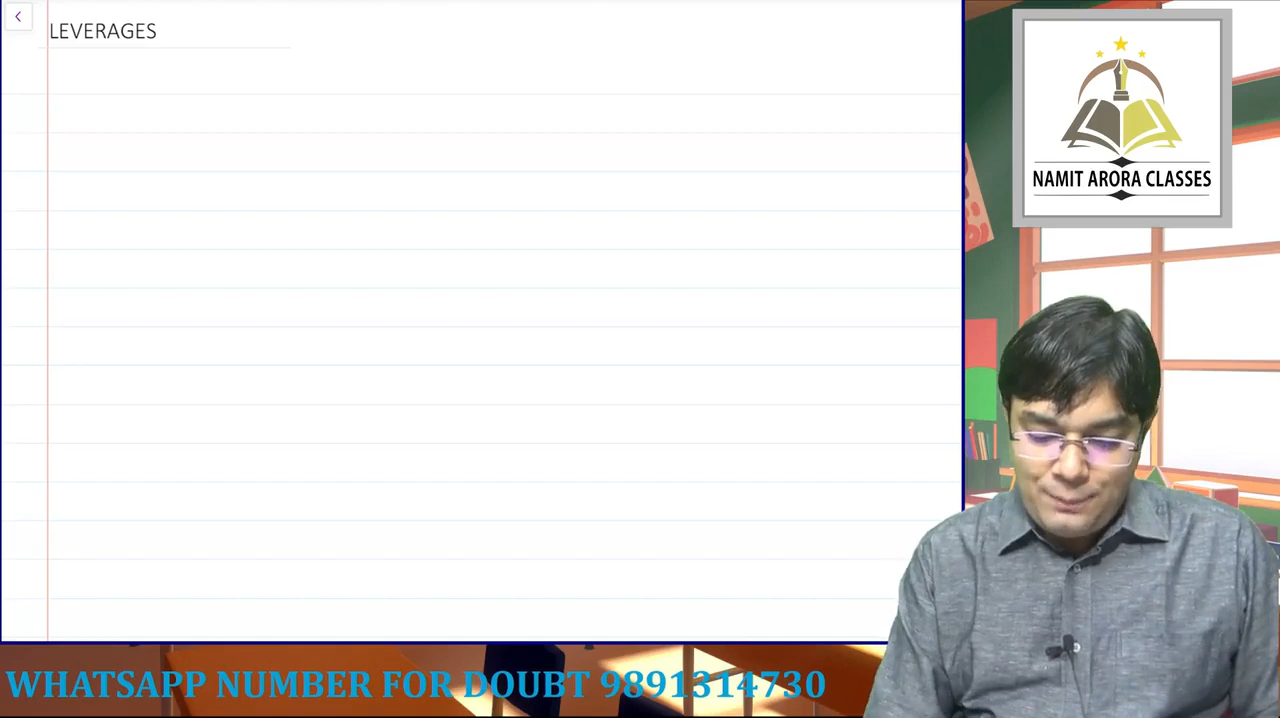 LEVERAGES
NAMIT ARORA CLASSES
WHATSAPP NUMBER FOR DOUBT 9891314730